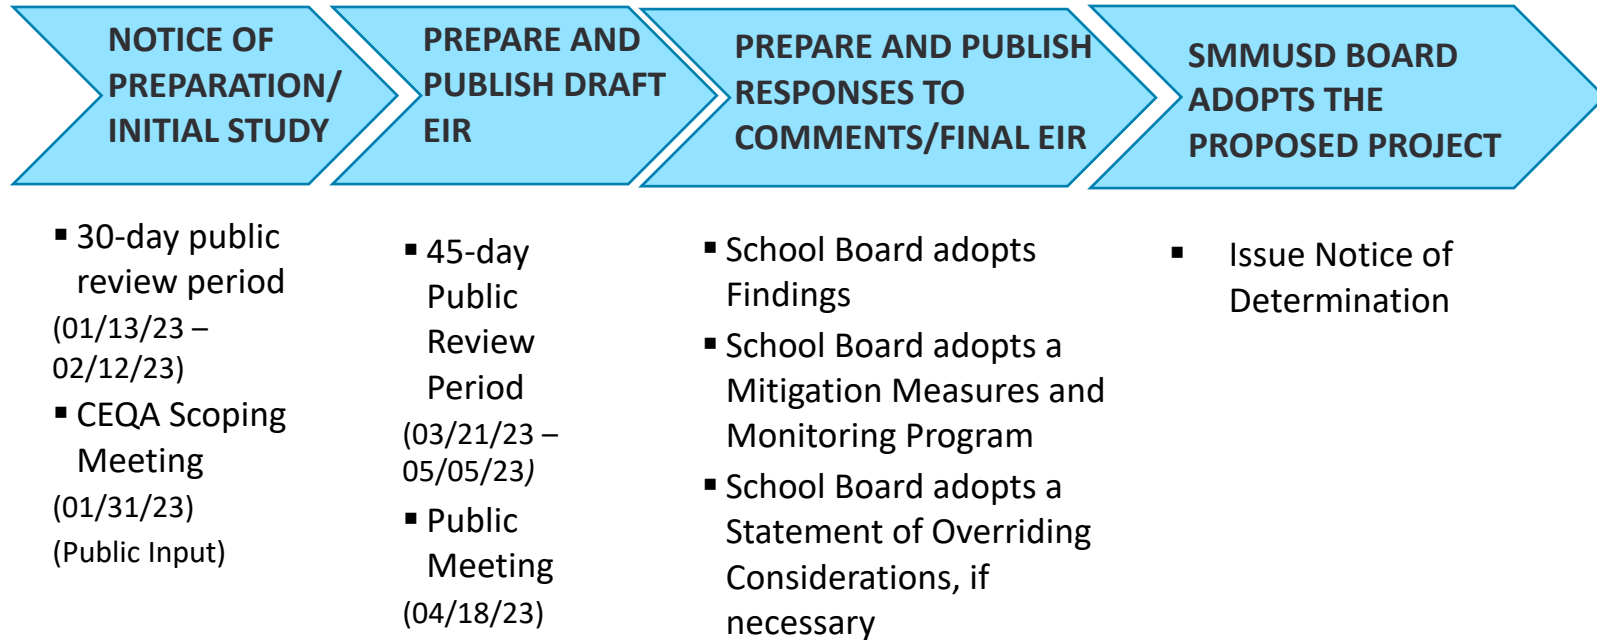 NOTICE OF
PREPARATION/
INITIAL STUDY
▪ 30-day public
review period
(01/13/23 –
02/12/23)
▪ CEQA Scoping
Meeting
(01/31/23)
(Public Input)
PREPARE AND
PUBLISH DRAFT
EIR
▪ 45-day
Public
Review
Period
(03/21/23 –
05/05/23)
▪ Public
Meeting
(04/18/23)
PREPARE AND PUBLISH
RESPONSES TO
COMMENTS/FINAL EIR
▪ School Board adopts
Findings
▪ School Board adopts a
Mitigation Measures and
Monitoring Program
▪ School Board adopts a
Statement of Overriding
Considerations, if
necessary
SMMUSD BOARD
ADOPTS THE
PROPOSED PROJECT
▪ Issue Notice of
Determination